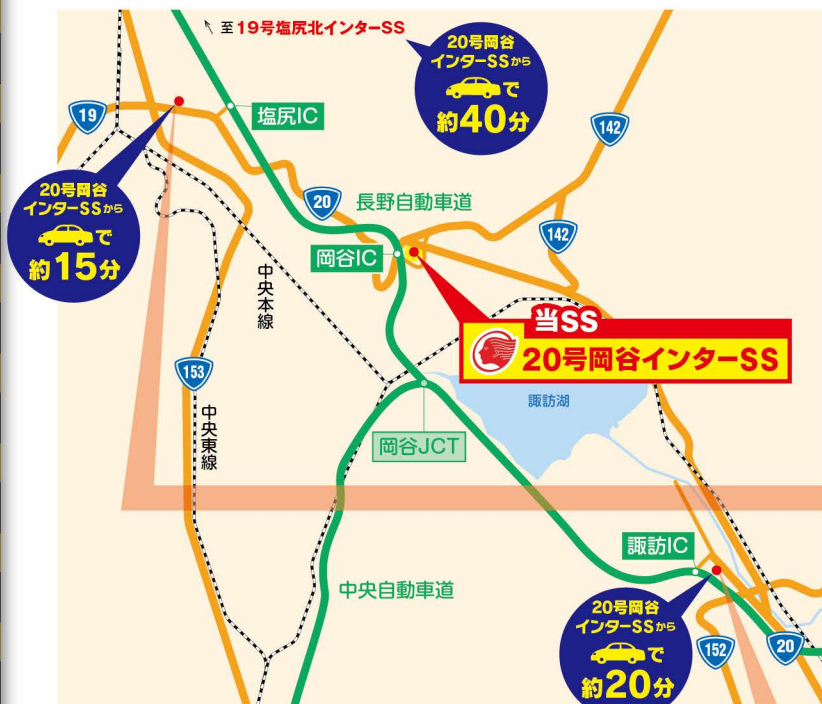 至19号塩尻北インターSS
20号岡谷
インターSSから
で
約40分
19
塩尻IC
142
20号岡谷
インターSSから
で
約15分
20
長野自動車道
142
岡谷IC
中央本線
当SS
20号岡谷インターSS
153
諏訪湖
中央東線
岡谷JCT
諏訪IC
中央自動車道
20号岡谷
インターSSから
で
約20分
152
20